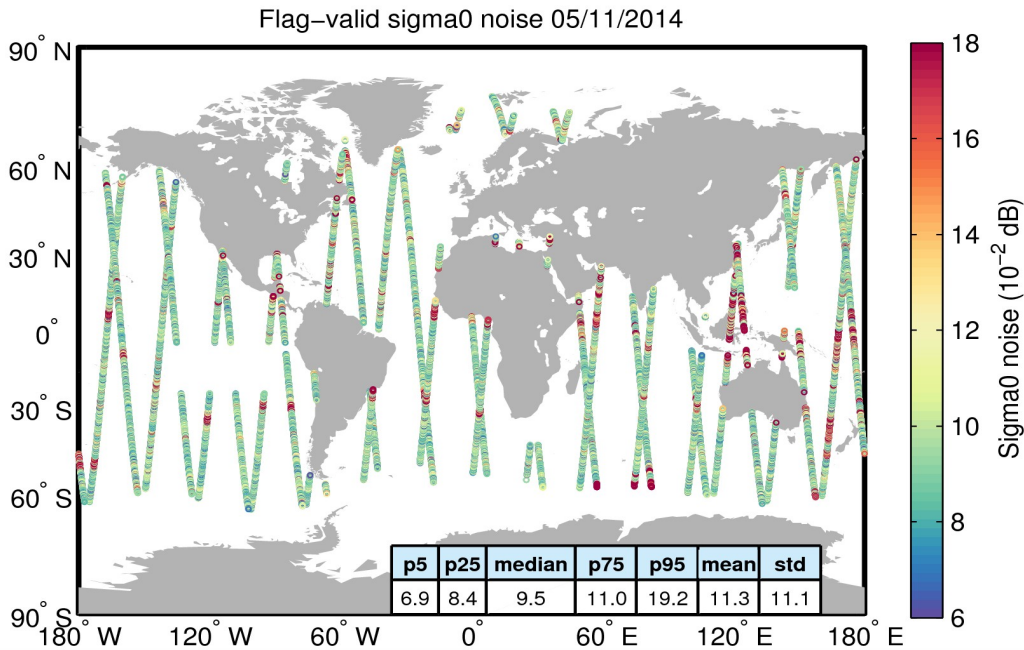 Flag−valid sigma0 noise 05/11/2014
90° N
60° N
30° N
0°
30° S
60° S
90° S
180° W 120° W 60° W 0° 60° E 120° E 180° E
p5 p25 median p75 p95 mean std
6.9 8.4 9.5 11.0 19.2 11.3 11.1
18
16
14
12
10
8
6
Sigma0 noise (10⁻² dB)